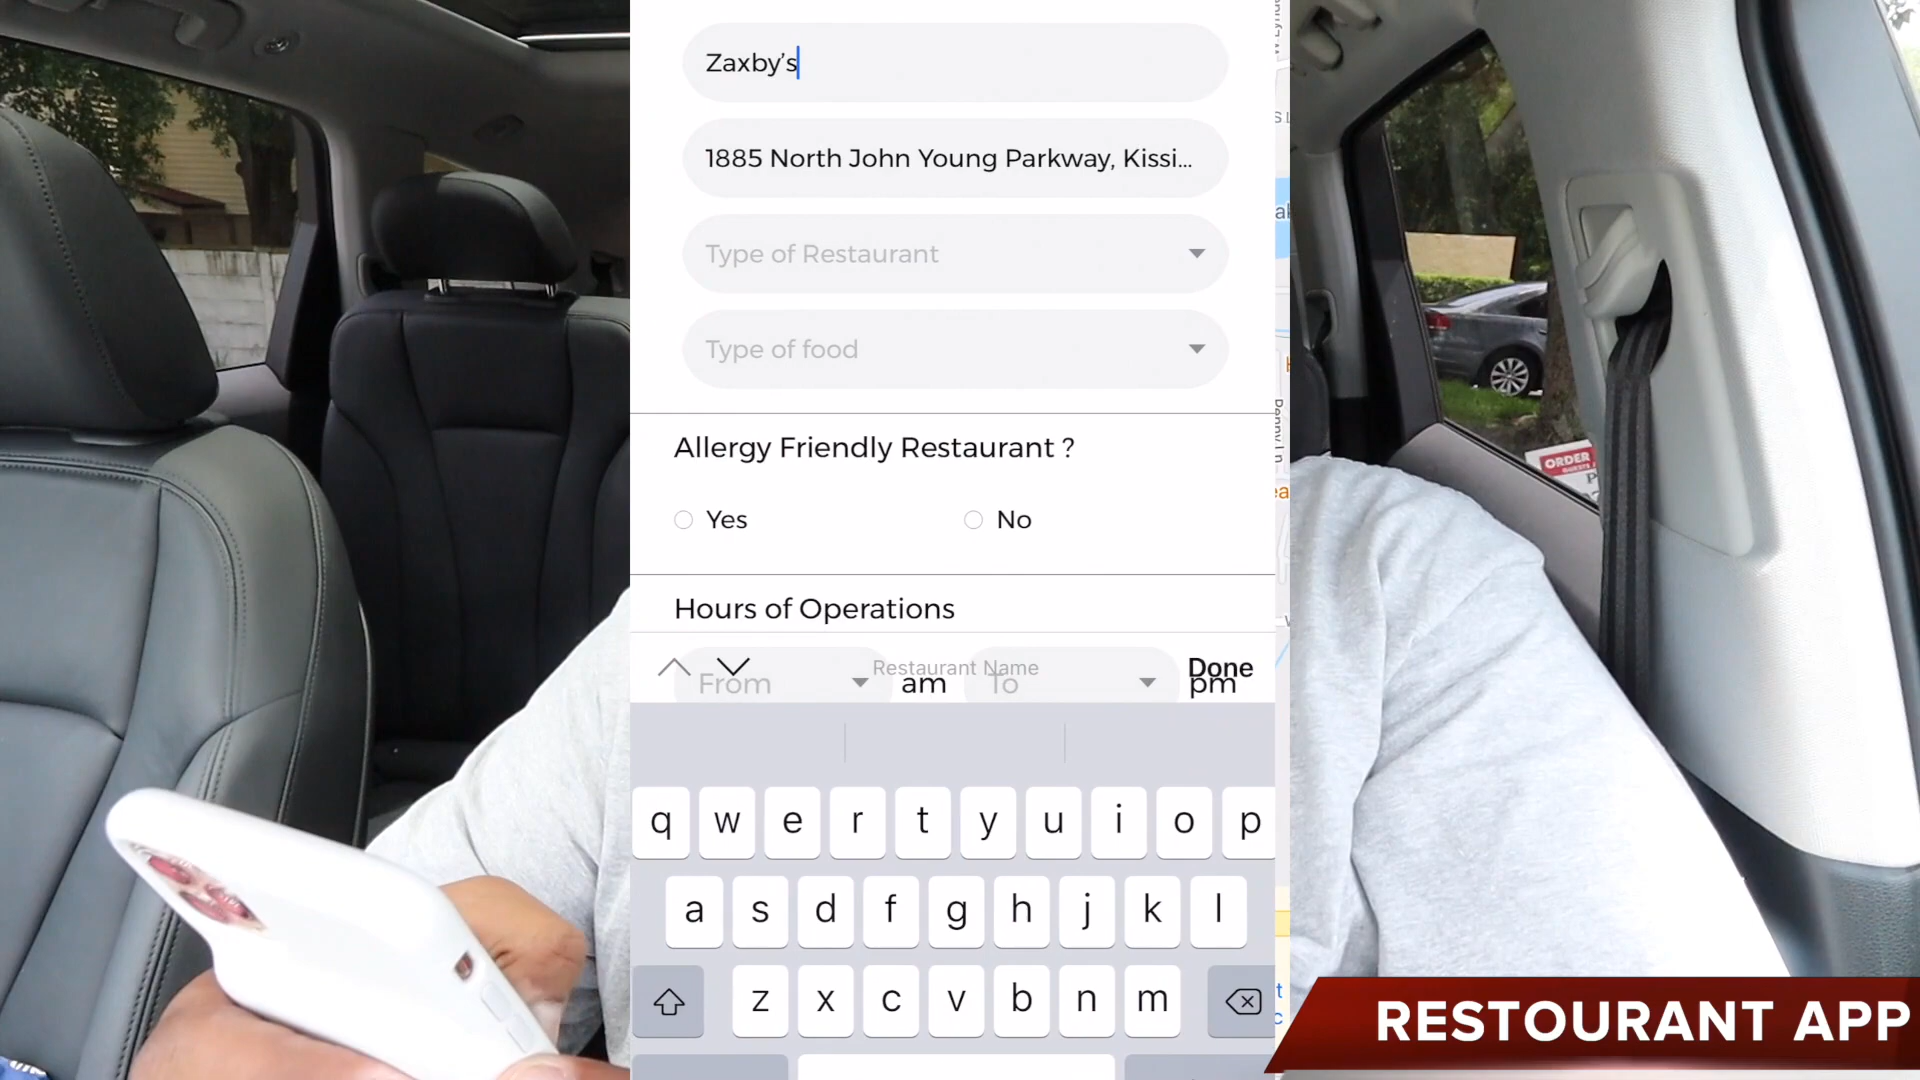 Zaxby's
1885 North John Young Parkway, Kissi...
Type of Restaurant
Type of food
Allergy Friendly Restaurant ?
Yes No
Hours of Operations
Restaurant Name Done
From am To pm
q w e r t y u i o p
a s d f g h j k l
z x c v b n m
ORDER
RESTOURANT APP